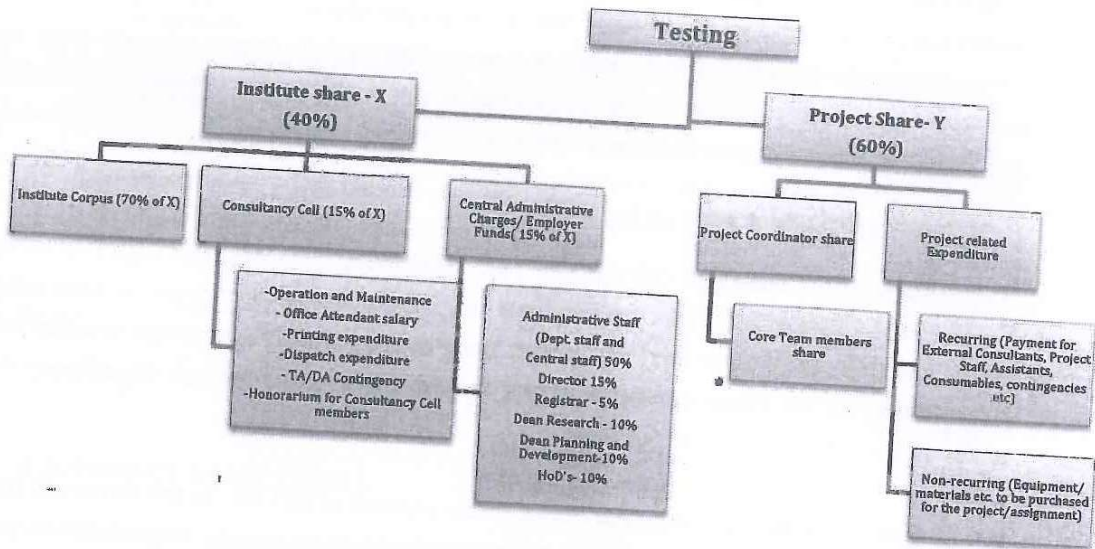 Testing
Institute share - X
(40%)
Project Share- Y
(60%)
Institute Corpus (70% of X)
Consultancy Cell (15% of X)
Central Administrative
Charges/ Employer
Funds( 15% of X)
Project Coordinator share
Project related
Expenditure
-Operation and Maintenance
- Office Attendant salary
-Printing expenditure
-Dispatch expenditure
- TA/DA Contingency
-Honorarium for Consultancy Cell
members
Administrative Staff
(Dept. staff and
Central staff) 50%
Director 15%
Registrar - 5%
Dean Research - 10%
Dean Planning and
Development-10%
HoD's- 10%
Core Team members
share
Recurring (Payment for
External Consultants, Project
Staff, Assistants,
Consumables, contingencies
etc)
Non-recurring (Equipment/
materials etc. to be purchased
for the project/assignment)